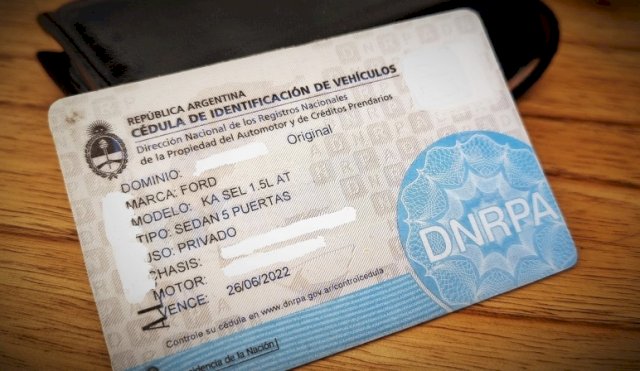 REPÚBLICA ARGENTINA
CÉDULA DE IDENTIFICACIÓN DE VEHÍCULOS
Dirección Nacional de los Registros Nacionales
de la Propiedad del Automotor y de Créditos Prendarios
Original
DOMINIO:
MARCA: FORD
MODELO: KA SEL 1.5L AT
TIPO: SEDAN 5 PUERTAS
USO: PRIVADO
CHASIS:
MOTOR:
VENCE: 26/06/2022
Controle su cédula en www.dnrpa.gov.ar/controlcedula
DNRPA